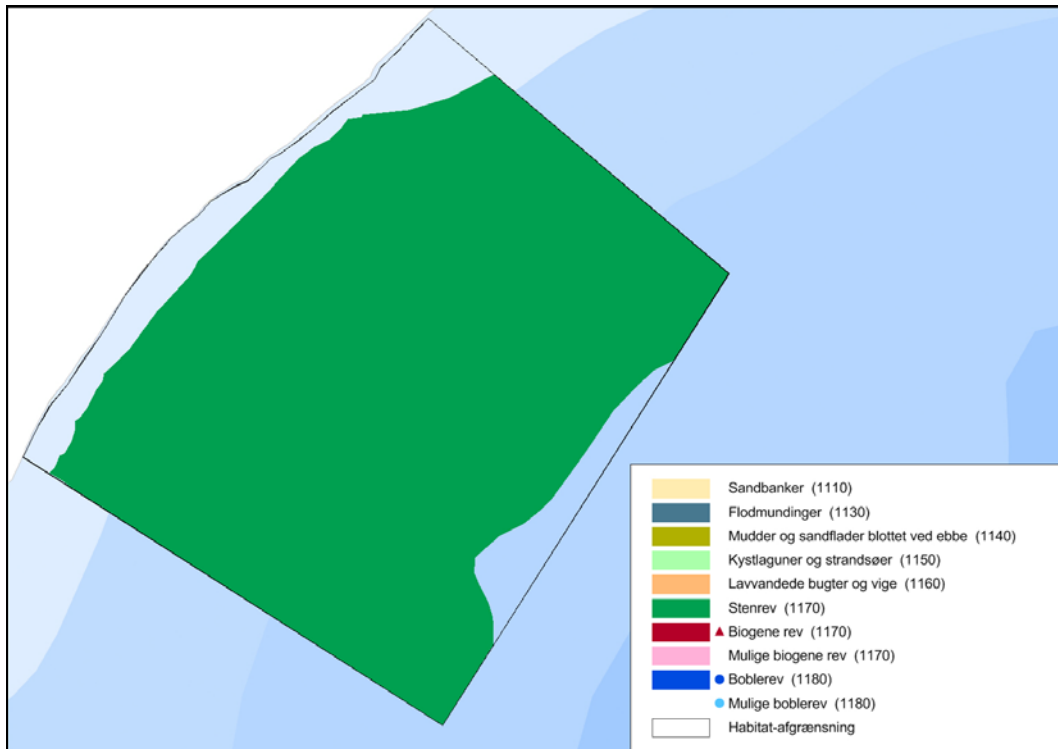 Sandbanker (1110)
Flodmundinger (1130)
Mudder og sandflader blottet ved ebbe (1140)
Kystlaguner og strandsøer (1150)
Lavvandede bugter og vige (1160)
Stenrev (1170)
Biogene rev (1170)
Mulige biogene rev (1170)
Boblerev (1180)
Mulige boblerev (1180)
Habitat-afgrænsning